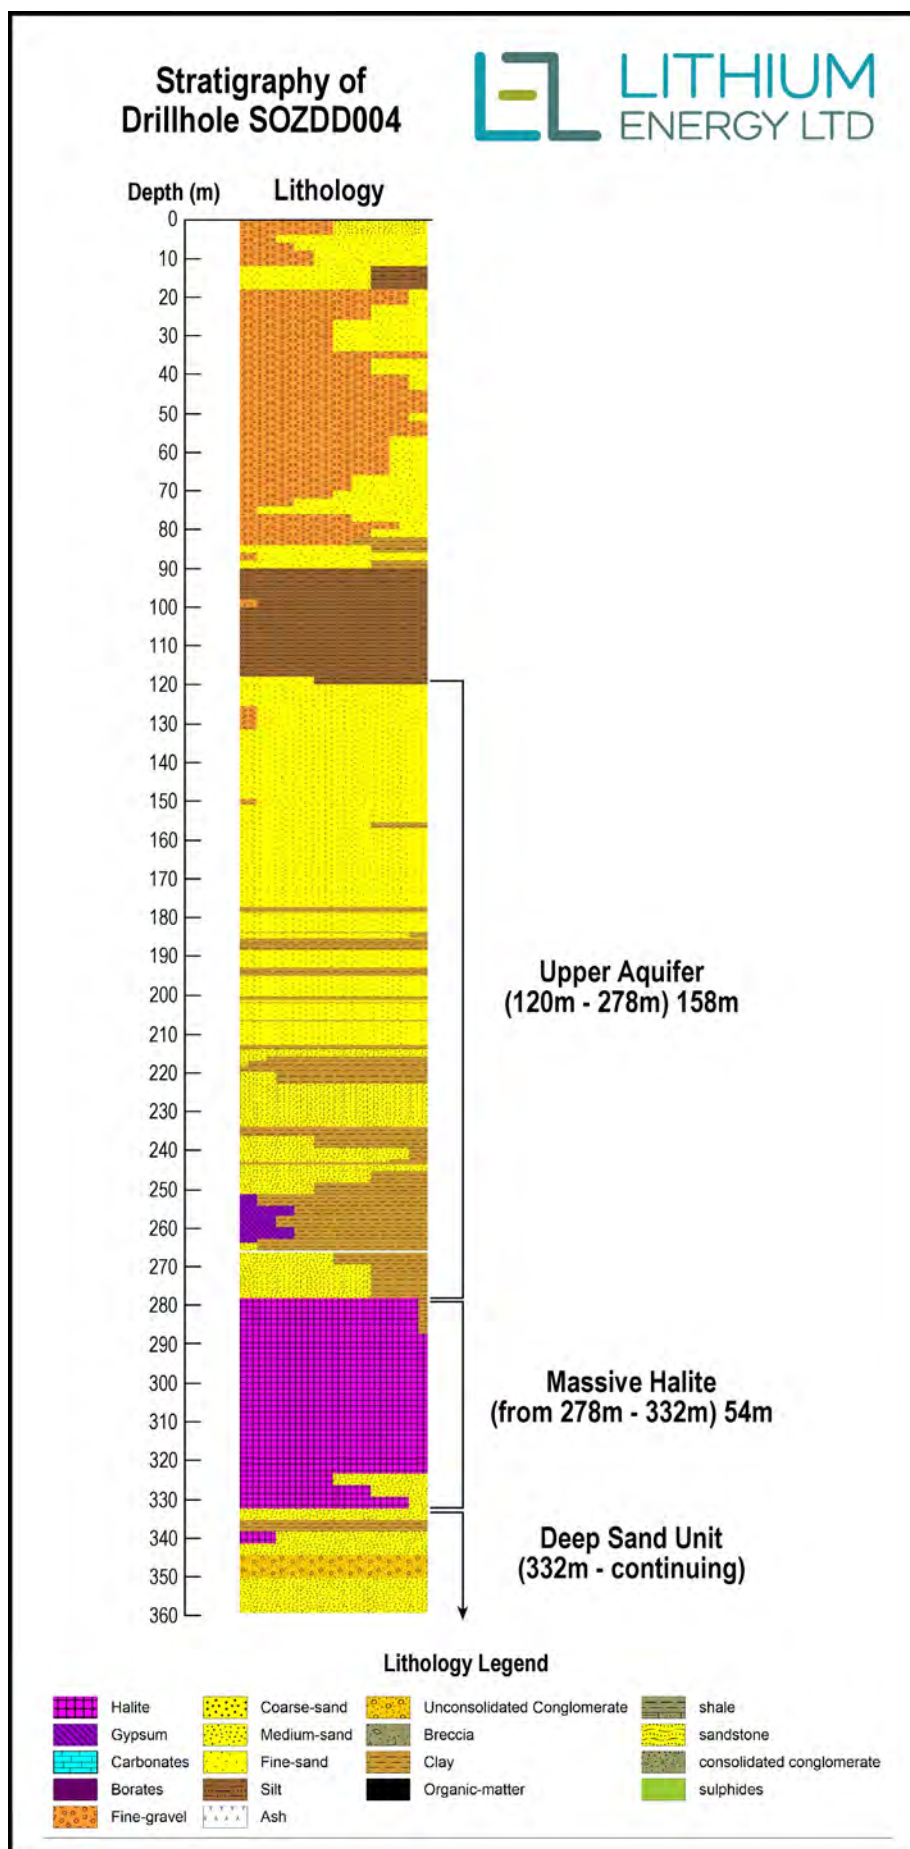 Stratigraphy of
Drillhole SOZDD004
LITHIUM
ENERGY LTD
Depth (m)
Lithology
0
10
20
30
40
50
60
70
80
90
100
110
120
130
140
150
160
170
180
190
200
210
220
230
240
250
260
270
280
290
300
310
320
330
340
350
360
Upper Aquifer
(120m - 278m) 158m
Massive Halite
(from 278m - 332m) 54m
Deep Sand Unit
(332m - continuing)
Lithology Legend
Halite
Gypsum
Carbonates
Borates
Fine-gravel
Coarse-sand
Medium-sand
Fine-sand
Silt
Ash
Unconsolidated Conglomerate
Breccia
Clay
Organic-matter
shale
sandstone
consolidated conglomerate
sulphides